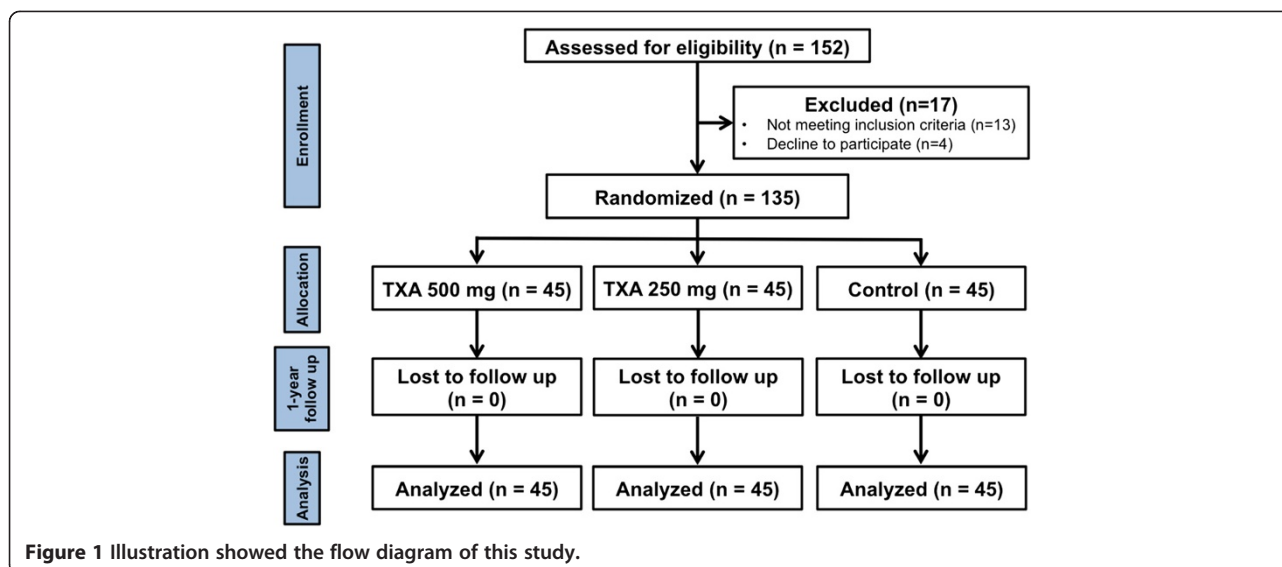 Enrollment
Assessed for eligibility (n = 152)
Excluded (n=17)
• Not meeting inclusion criteria (n=13)
• Decline to participate (n=4)
Randomized (n = 135)
Allocation
TXA 500 mg (n = 45)
TXA 250 mg (n = 45)
Control (n = 45)
1-year
follow up
Lost to follow up
(n = 0)
Lost to follow up
(n = 0)
Lost to follow up
(n = 0)
Analysis
Analyzed (n = 45)
Analyzed (n = 45)
Analyzed (n = 45)
Figure 1 Illustration showed the flow diagram of this study.